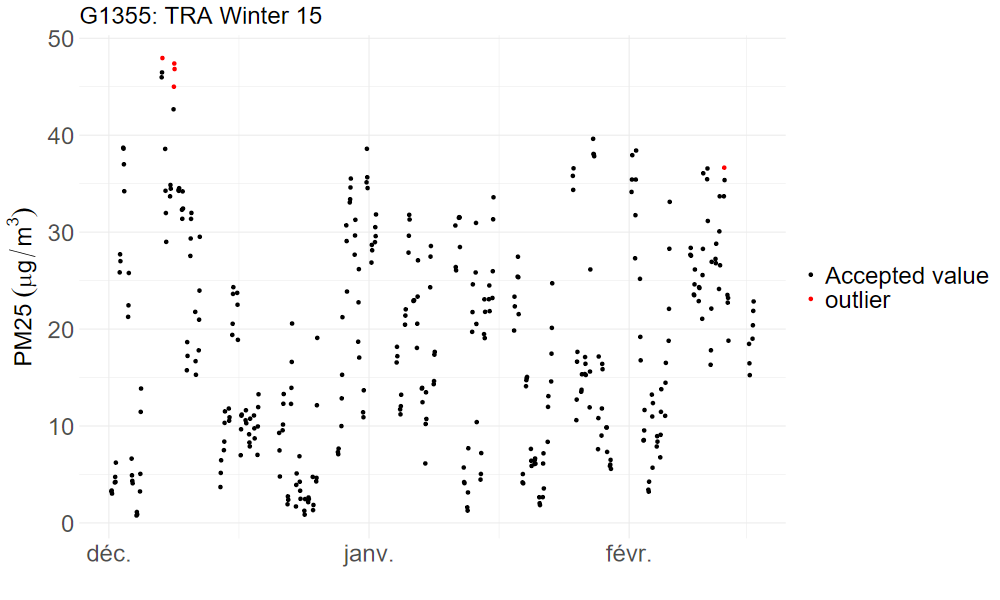 G1355: TRA Winter 15
PM25 (μg/m³)
50
40
30
20
10
0
déc.
janv.
févr.
Accepted value
outlier